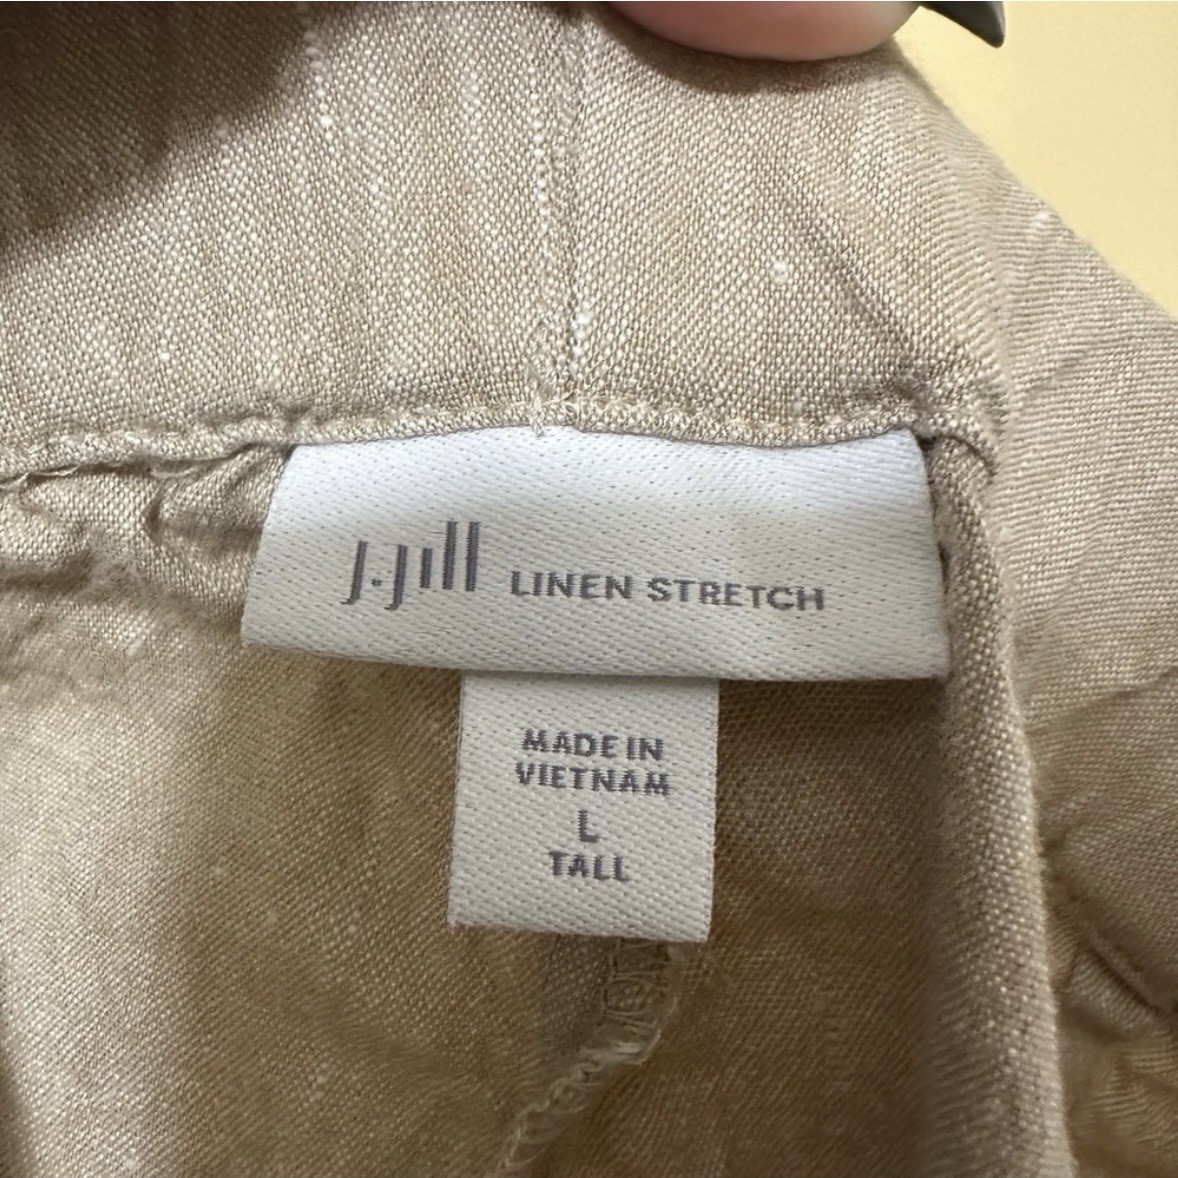 J.Jill LINEN STRETCH
MADE IN
VIETNAM
L
TALL